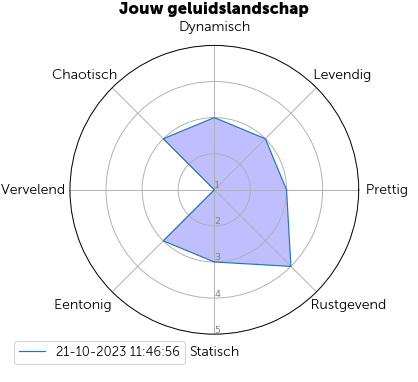 Jouw geluidslandschap
Dynamisch
Chaotisch
Levendig
Vervelend
1
Prettig
2
3
4
Eentonig
Rustgevend
5
21-10-2023 11:46:56
Statisch